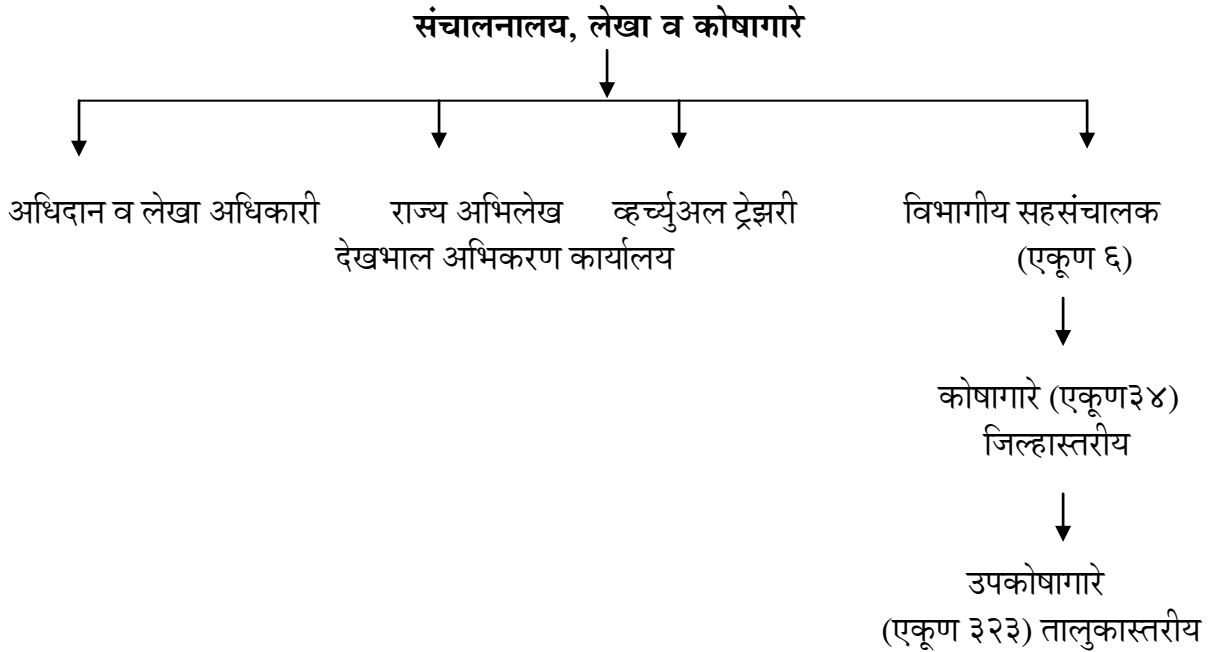 संचालनालय, लेखा व कोषागारे
अधिदान व लेखा अधिकारी
राज्य अभिलेख
देखभाल अभिकरण कार्यालय
व्हर्च्युअल ट्रेझरी
विभागीय सहसंचालक
(एकूण ६)
कोषागारे (एकूण३४)
जिल्हास्तरीय
उपकोषागारे
(एकूण ३२३) तालुकास्तरीय